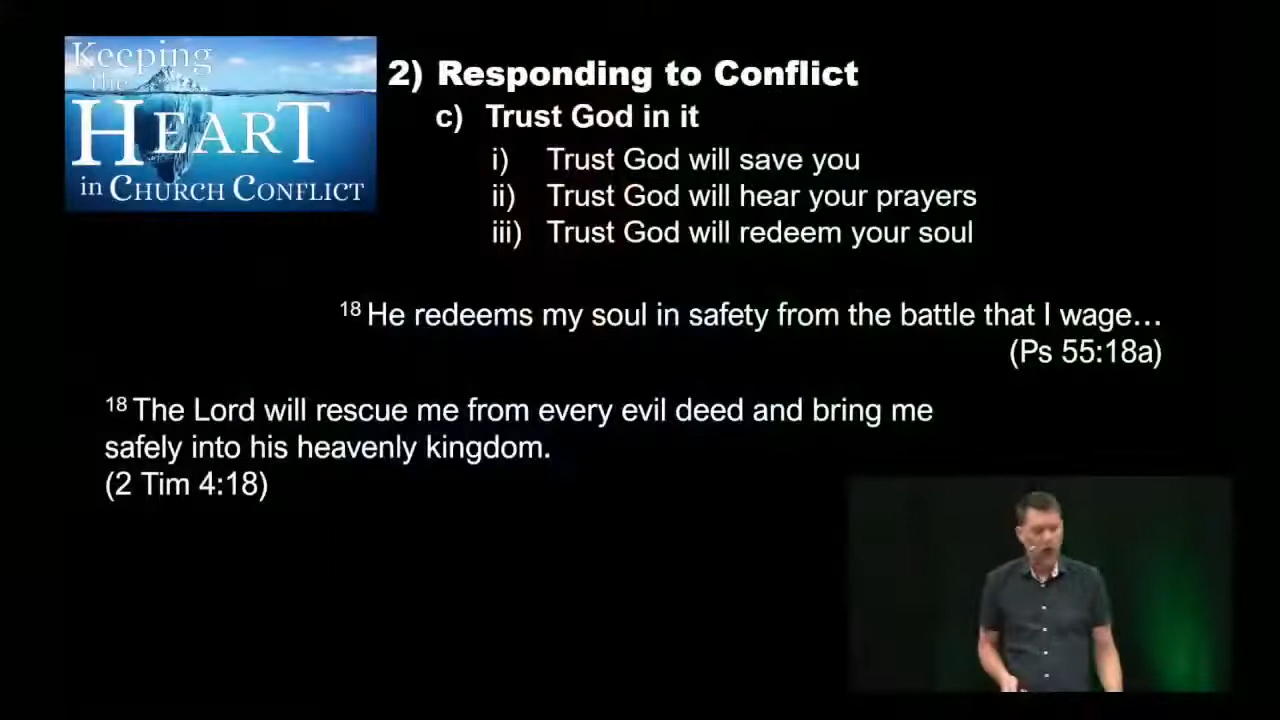 Keeping
the
HEART
in CHURCH CONFLICT
2) Responding to Conflict
c) Trust God in it
i) Trust God will save you
ii) Trust God will hear your prayers
iii) Trust God will redeem your soul
18 He redeems my soul in safety from the battle that I wage…
(Ps 55:18a)
18 The Lord will rescue me from every evil deed and bring me
safely into his heavenly kingdom.
(2 Tim 4:18)